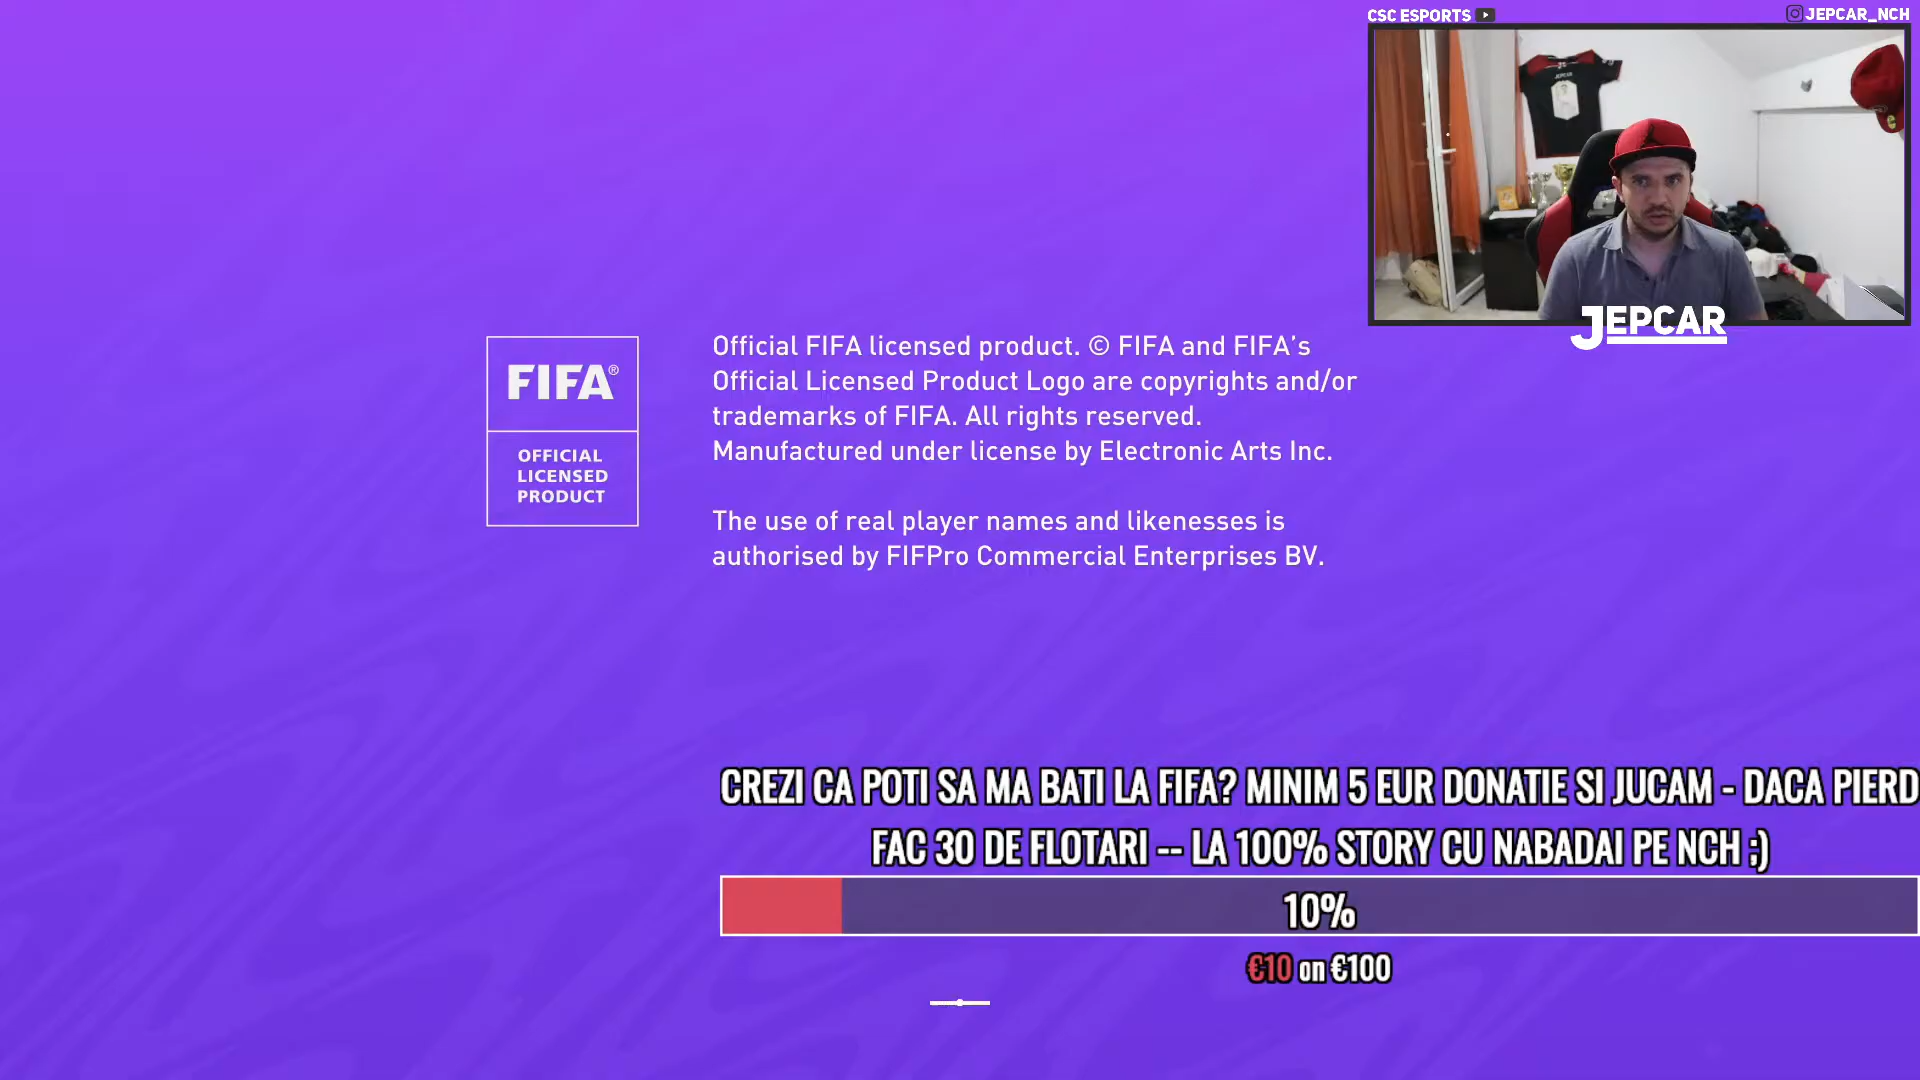 CSC ESPORTS
JEPCAR_NCH
JEPCAR
JEPCAR
FIFA®
OFFICIAL
LICENSED
PRODUCT
Official FIFA licensed product. © FIFA and FIFA’s
Official Licensed Product Logo are copyrights and/or
trademarks of FIFA. All rights reserved.
Manufactured under license by Electronic Arts Inc.
The use of real player names and likenesses is
authorised by FIFPro Commercial Enterprises BV.
CREZI CA POTI SA MA BATI LA FIFA? MINIM 5 EUR DONATIE SI JUCAM - DACA PIERD
FAC 30 DE FLOTARI -- LA 100% STORY CU NABADAI PE NCH ;)
10%
€10 on €100